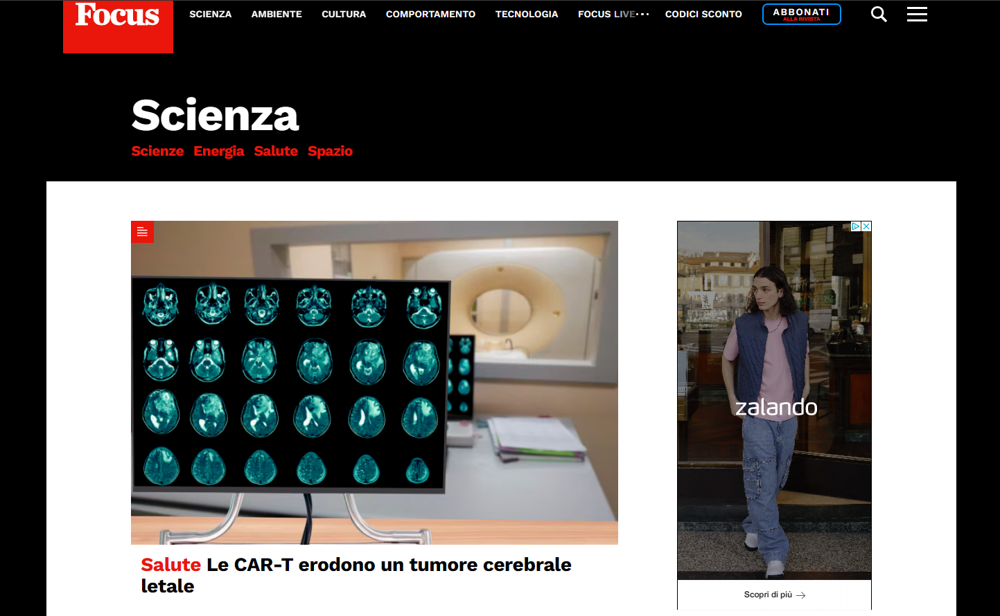 Focus
SCIENZA
AMBIENTE
CULTURA
COMPORTAMENTO
TECNOLOGIA
FOCUS LIVE
CODICI SCONTO
ABBONATI
ALLA RIVISTA
Scienza
Scienze Energia Salute Spazio
zalando
Scopri di più →
Salute Le CAR-T erodono un tumore cerebrale
letale